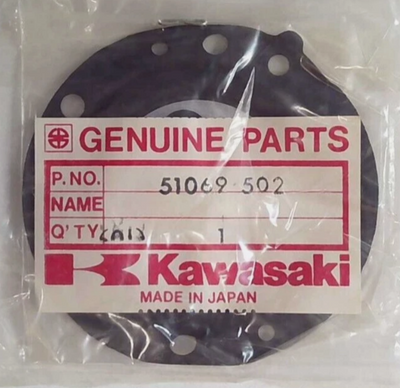 GENUINE PARTS
P. NO. 51069-502
NAME
Q'TY 1
Kawasaki
MADE IN JAPAN